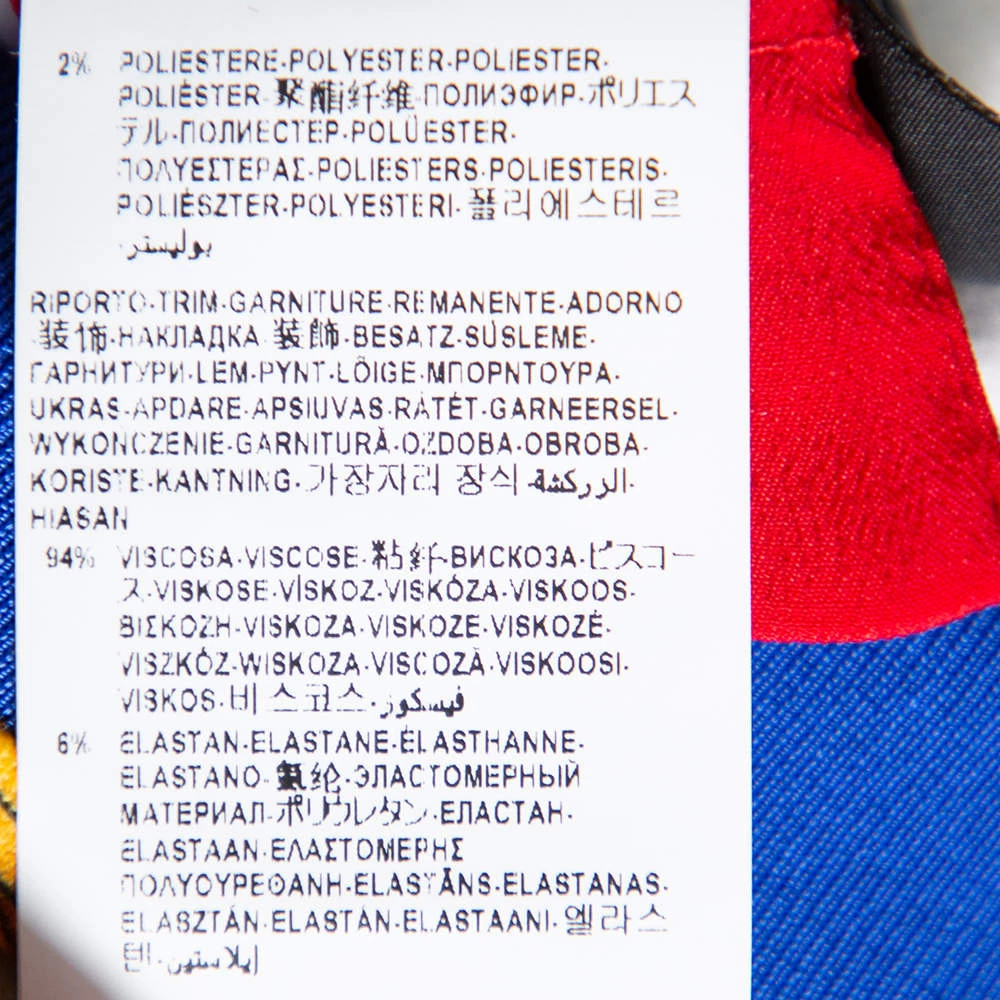 2% POLIESTERE·POLYESTER·POLIESTER·
POLIÉSTER·聚酯纤维·ПОЛИЭФИР·ポリエス
テル·ПОЛИЕСТЕР·POLÜESTER·
ΠΟΛΥΕΣΤΕΡΑΣ·POLIESTERS·POLIESTERIS·
POLIÉSZTER·POLYESTERI·폴리에스테르
·بوليستر
RIPORTO·TRIM·GARNITURE·REMANENTE·ADORNO
·装饰·НАКЛАДКА·装飾·BESATZ·SÜSLEME·
ГАРНИТУРИ·LEM·PYNT·LÕIGE·ΜΠΟΡΝΤΟΥΡΑ·
UKRAS·APDARE·APSIUVAS·RÁTÉT·GARNEERSEL·
WYKOŃCZENIE·GARNITURĂ·OZDOBA·OBROBA·
KORISTE·KANTNING·가장자리 장식·الزركشة·
HIASAN
94% VISCOSA·VISCOSE·粘纤·ВИСКОЗА·ビスコー
ス·VISKOSE·VİSKOZ·VISKÓZA·VISKOOS·
ΒΙΣΚΟΖΗ·VISKOZA·VISKOZE·VISKOZĖ·
VISZKÓZ·WISKOZA·VISCOZĂ·VISKOOSI·
VISKOS·비스코스·فيسكوز
6% ELASTAN·ELASTANE·ÉLASTHANNE·
ELASTANO·氨纶·ЭЛАСТОМЕРНЫЙ
МАТЕРИАЛ·ポリウレタン·ЕЛАСТАН·
ELASTAAN·ΕΛΑΣΤΟΜΕΡΗΣ
ΠΟΛΥΟΥΡΕΘΑΝΗ·ELASTĀNS·ELASTANAS·
ELASZTÁN·ELASTAN·ELASTAANI·엘라스
텐·إيلاستين